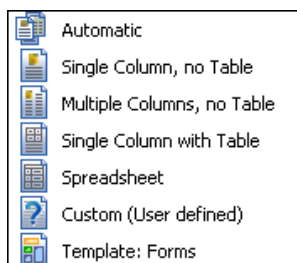 Automatic
Single Column, no Table
Multiple Columns, no Table
Single Column with Table
Spreadsheet
Custom (User defined)
Template: Forms